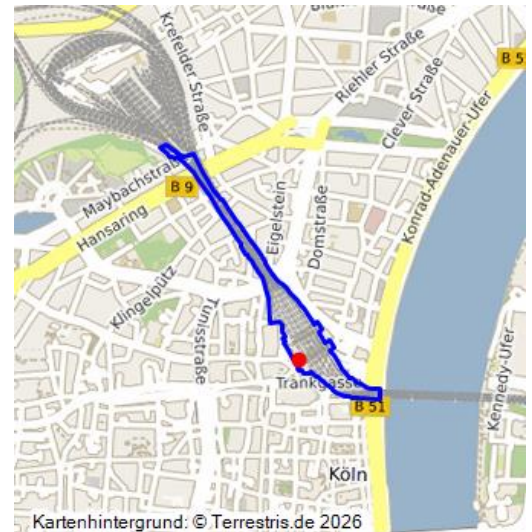 Krefelder Straße
Riehler Straße
B 5
Clever Straße
Konrad-Adenauer-Ufer
Maybachstraß
B 9
Hansaring
Eigelstein
Domstraße
Klingelpütz
Tunisstraße
Trankgasse
B 51
Kennedy-Ufer
Köln
Kartenhintergrund: © Terrestris.de 2026